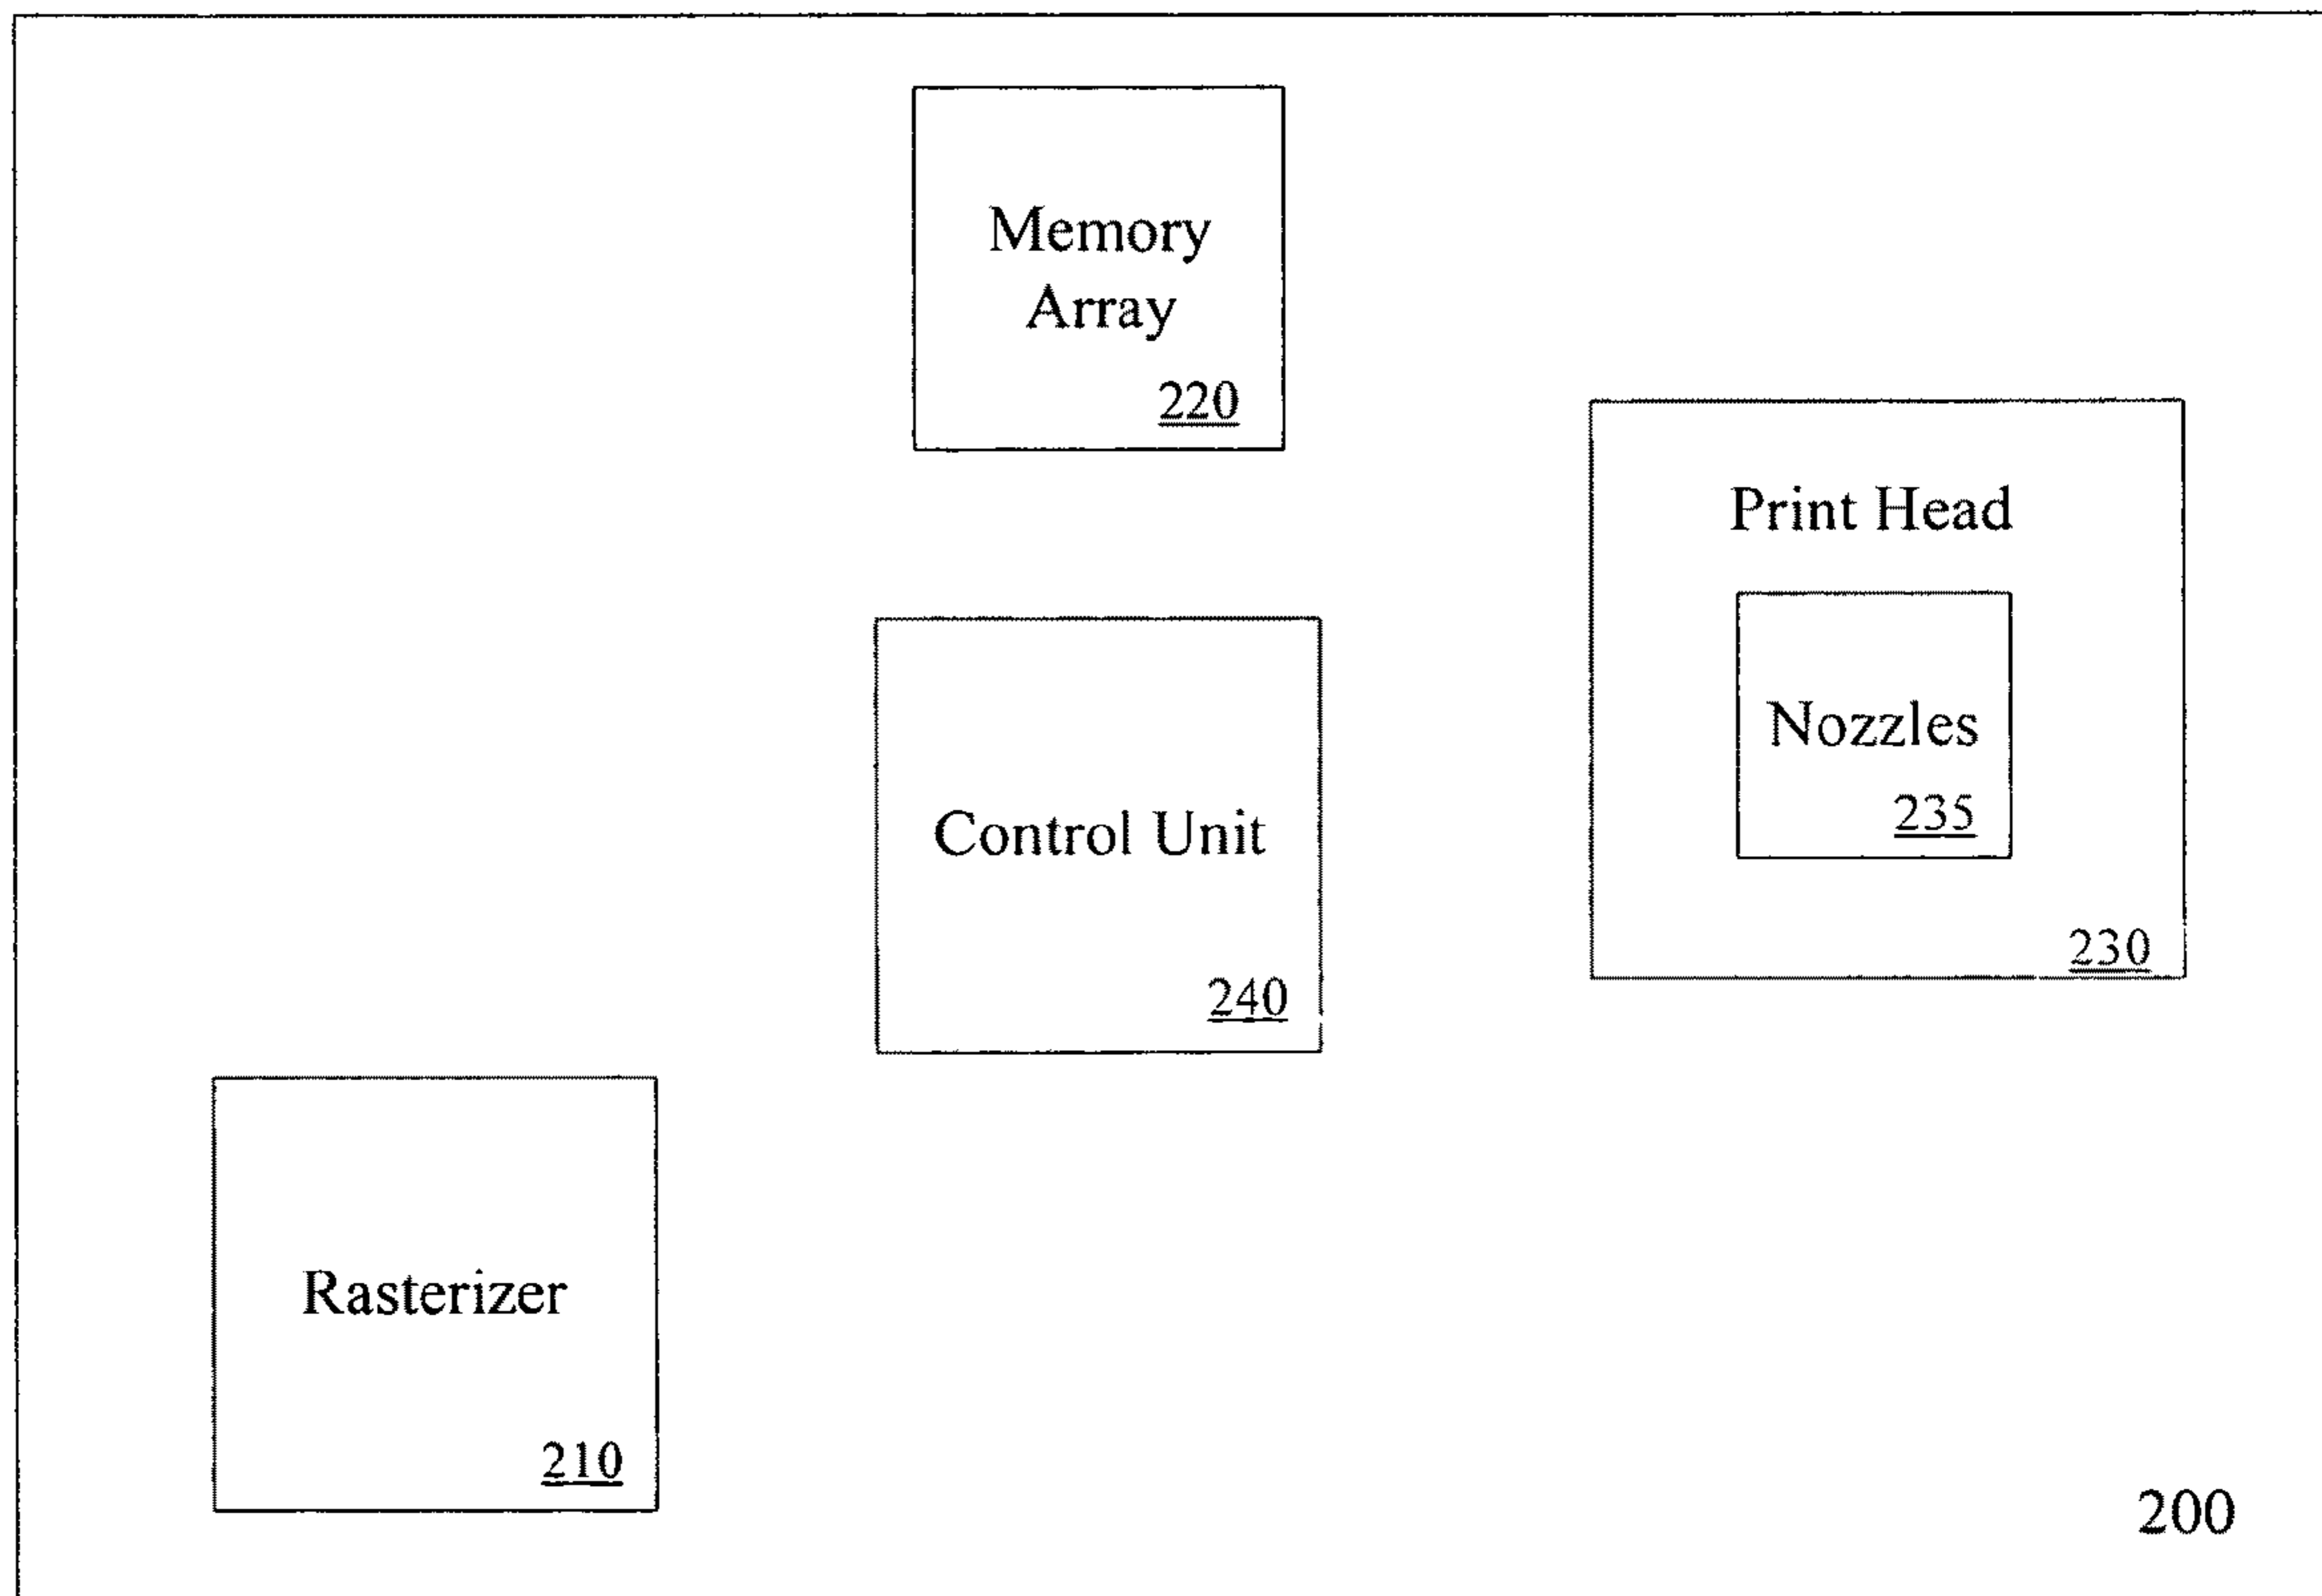 Memory
Array
220
Print Head
Nozzles
235
230
Control Unit
240
Rasterizer
210
200